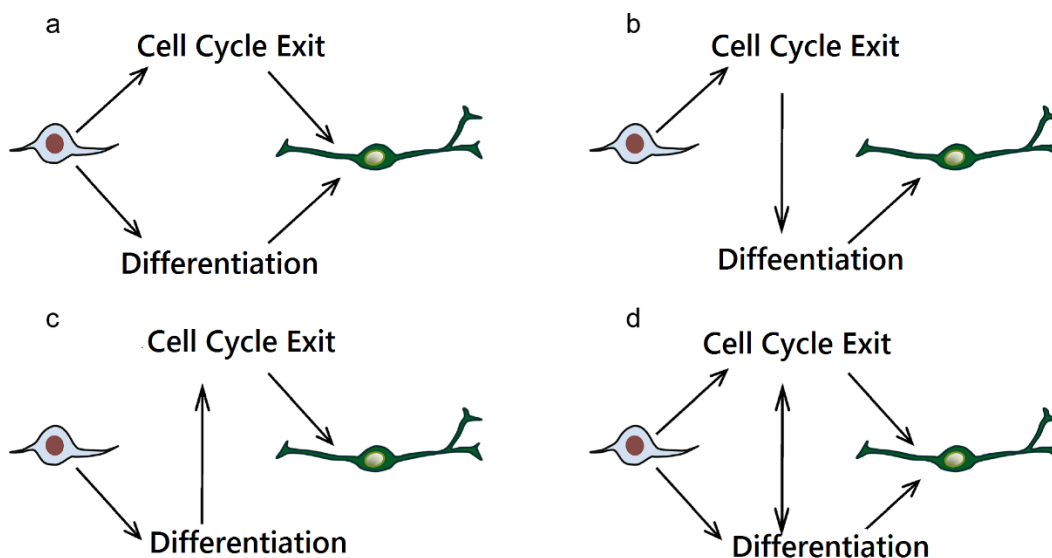 a
Cell Cycle Exit
Differentiation
b
Cell Cycle Exit
Diffeentiation
c
Cell Cycle Exit
Differentiation
d
Cell Cycle Exit
Differentiation